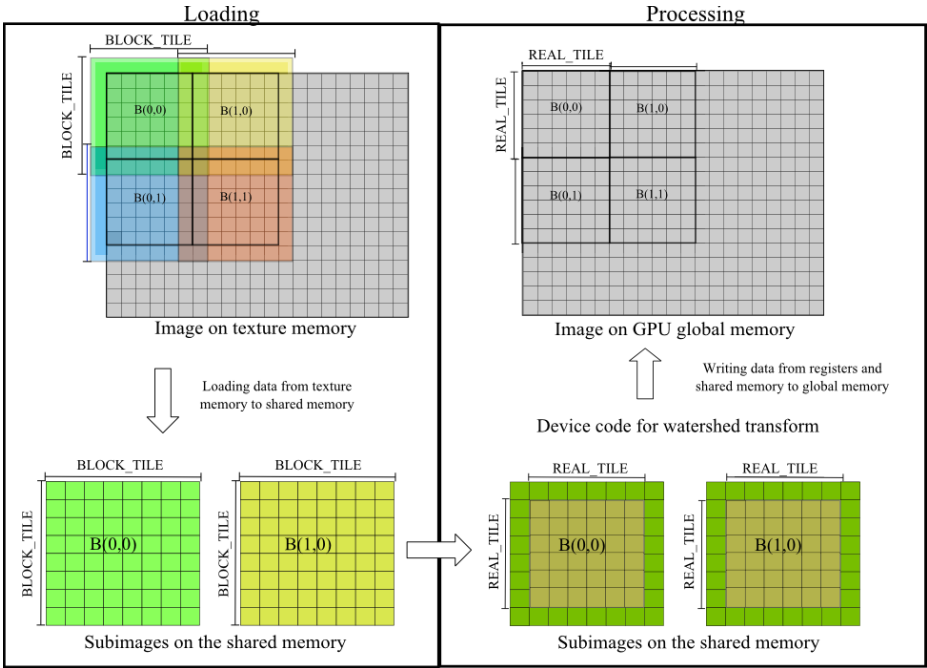 Loading
BLOCK_TILE
BLOCK_TILE
B(0,0)
B(1,0)
B(0,1)
B(1,1)
Image on texture memory
Loading data from texture
memory to shared memory
BLOCK_TILE
BLOCK_TILE
BLOCK_TILE
BLOCK_TILE
B(0,0)
B(1,0)
Subimages on the shared memory
Processing
REAL_TILE
REAL_TILE
B(0,0)
B(1,0)
B(0,1)
B(1,1)
Image on GPU global memory
Writing data from registers and
shared memory to global memory
Device code for watershed transform
REAL_TILE
REAL_TILE
REAL_TILE
REAL_TILE
B(0,0)
B(1,0)
Subimages on the shared memory